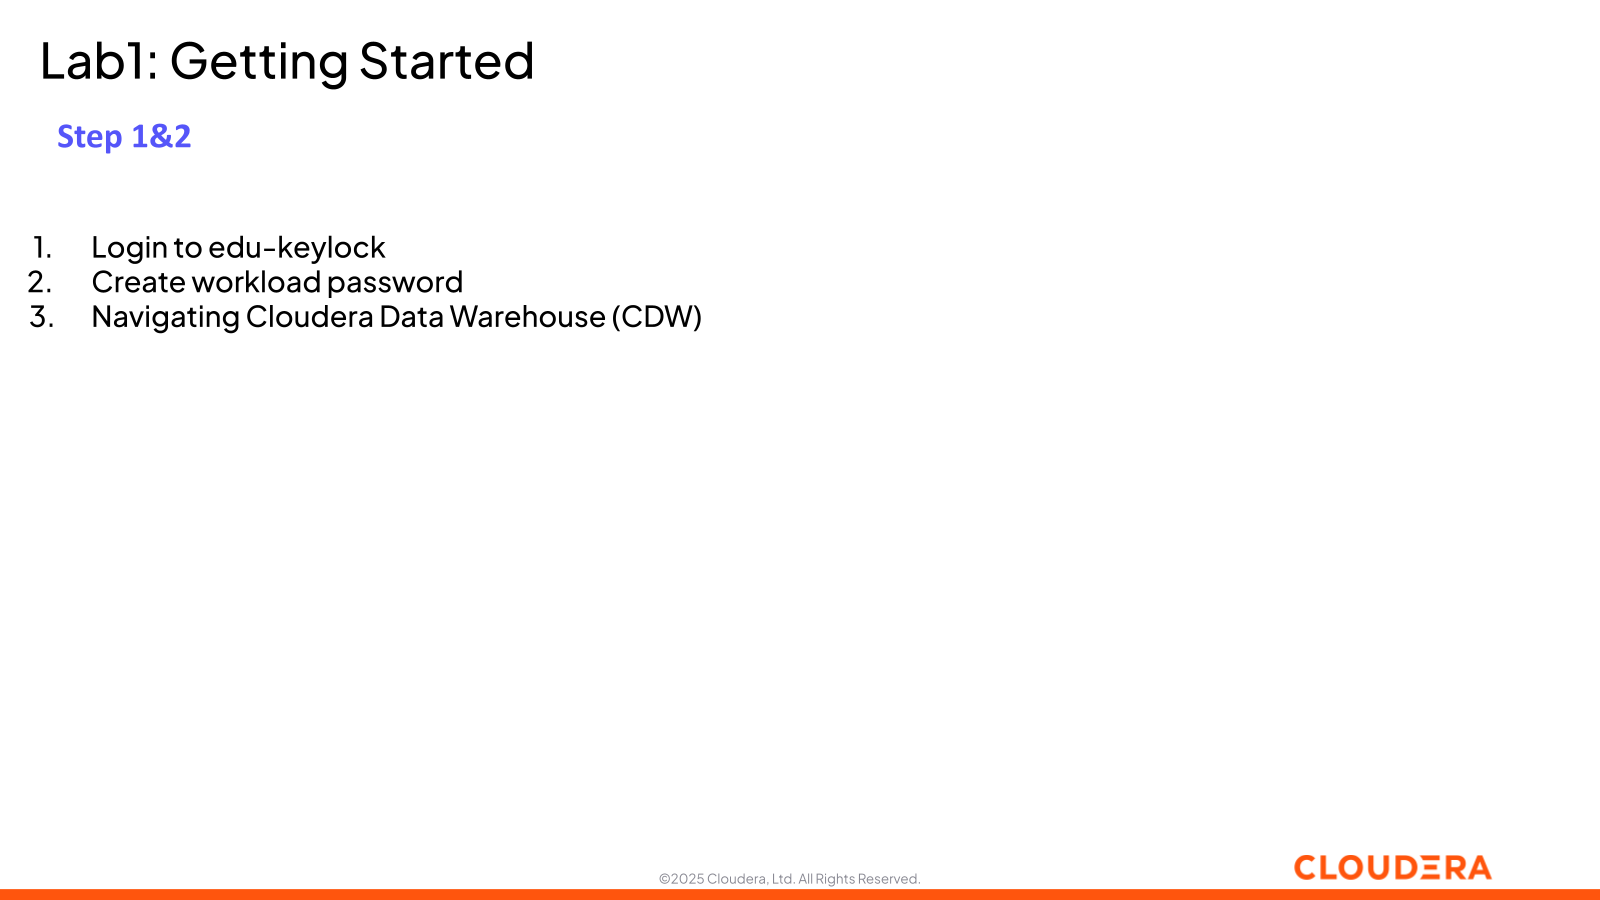 Lab1: Getting Started
Step 1&2
1. Login to edu-keylock
2. Create workload password
3. Navigating Cloudera Data Warehouse (CDW)
©2025 Cloudera, Ltd. All Rights Reserved.
CLOUDERA